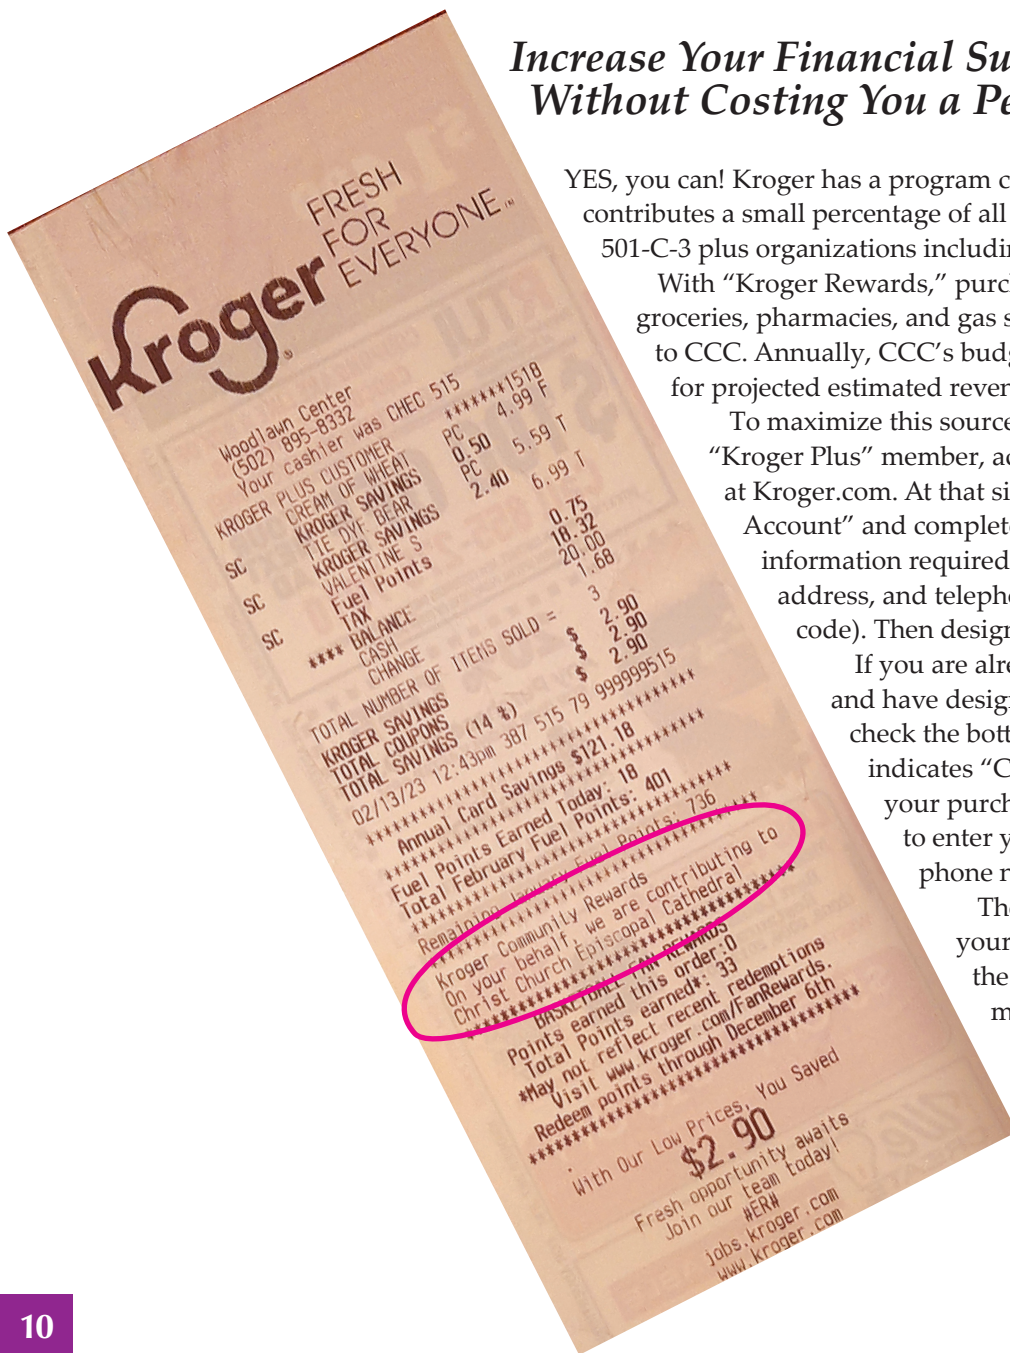 Increase Your Financial Su
Without Costing You a Pe
YES, you can! Kroger has a program c
contributes a small percentage of all
501-C-3 plus organizations includin
With “Kroger Rewards,” purch
groceries, pharmacies, and gas s
to CCC. Annually, CCC’s budg
for projected estimated reven
To maximize this source
“Kroger Plus” member, ac
at Kroger.com. At that si
Account” and complete
information required
address, and telepho
code). Then design
If you are alre
and have design
check the bott
indicates “C
your purch
to enter y
phone n
The
your
the
m
Kroger
FRESH
FOR
EVERYONE™
Woodlawn Center
(502) 895-8332
Your cashier was CHEC 515
KROGER PLUS CUSTOMER *******1518
CREAM OF WHEAT PC 4.99 F
SC KROGER SAVINGS 0.50
TIE DYE BEAR PC 5.59 T
SC KROGER SAVINGS 2.40
VALENTINE S 6.99 T
SC Fuel Points
TAX 0.75
**** BALANCE 18.32
CASH 20.00
CHANGE 1.68
TOTAL NUMBER OF ITEMS SOLD = 3
KROGER SAVINGS $ 2.90
TOTAL COUPONS $ 2.90
TOTAL SAVINGS (14 %) $ 2.90
02/13/23 12:43pm 387 515 79 999999515
Annual Card Savings $121.18
Fuel Points Earned Today: 18
Total February Fuel Points: 401
Remaining January Fuel Points: 736
Kroger Community Rewards
On your behalf, we are contributing to
Christ Church Episcopal Cathedral
BASKETBALL FAN REWARDS
Points earned this order:0
Total Points earned*: 33
*May not reflect recent redemptions
Visit www.kroger.com/FanRewards.
Redeem points through December 6th
With Our Low Prices, You Saved
$2.90
Fresh opportunity awaits
Join our team today!
#ER#
jobs.kroger.com
www.kroger.com
10